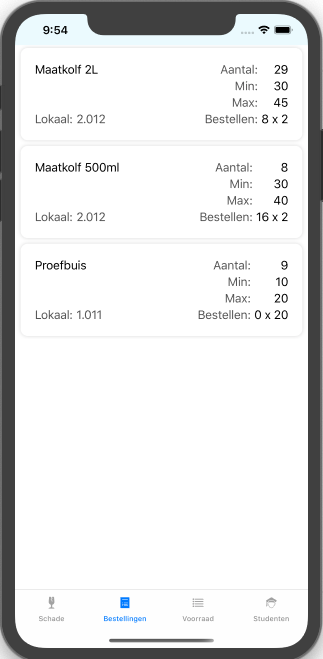 9:54
Maatkolf 2L
Aantal: 29
Min: 30
Max: 45
Lokaal: 2.012
Bestellen: 8 x 2
Maatkolf 500ml
Aantal: 8
Min: 30
Max: 40
Lokaal: 2.012
Bestellen: 16 x 2
Proefbuis
Aantal: 9
Min: 10
Max: 20
Lokaal: 1.011
Bestellen: 0 x 20
Schade
Bestellingen
Voorraad
Studenten